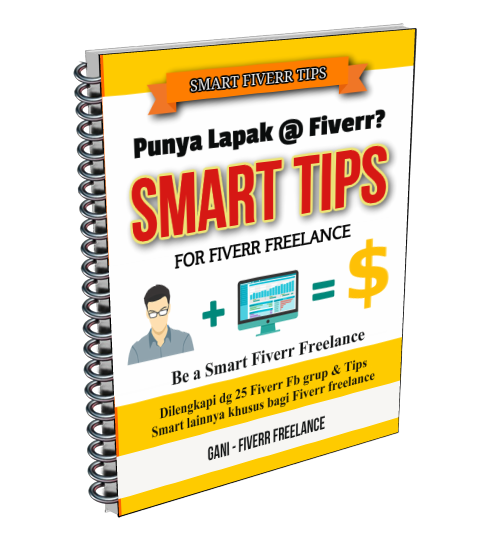 SMART FIVERR TIPS
Punya Lapak @ Fiverr?
SMART TIPS
FOR FIVERR FREELANCE
+ = $
Be a Smart Fiverr Freelance
Dilengkapi dg 25 Fiverr Fb grup & Tips
Smart lainnya khusus bagi Fiverr freelance
GANI - FIVERR FREELANCE